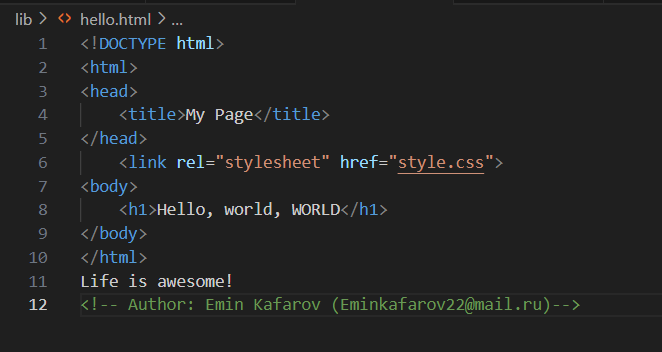 lib > hello.html > ...
1 <!DOCTYPE html>
2 <html>
3 <head>
4     <title>My Page</title>
5 </head>
6     <link rel="stylesheet" href="style.css">
7 <body>
8     <h1>Hello, world, WORLD</h1>
9 </body>
10 </html>
11 Life is awesome!
12 <!-- Author: Emin Kafarov (Eminkafarov22@mail.ru)-->